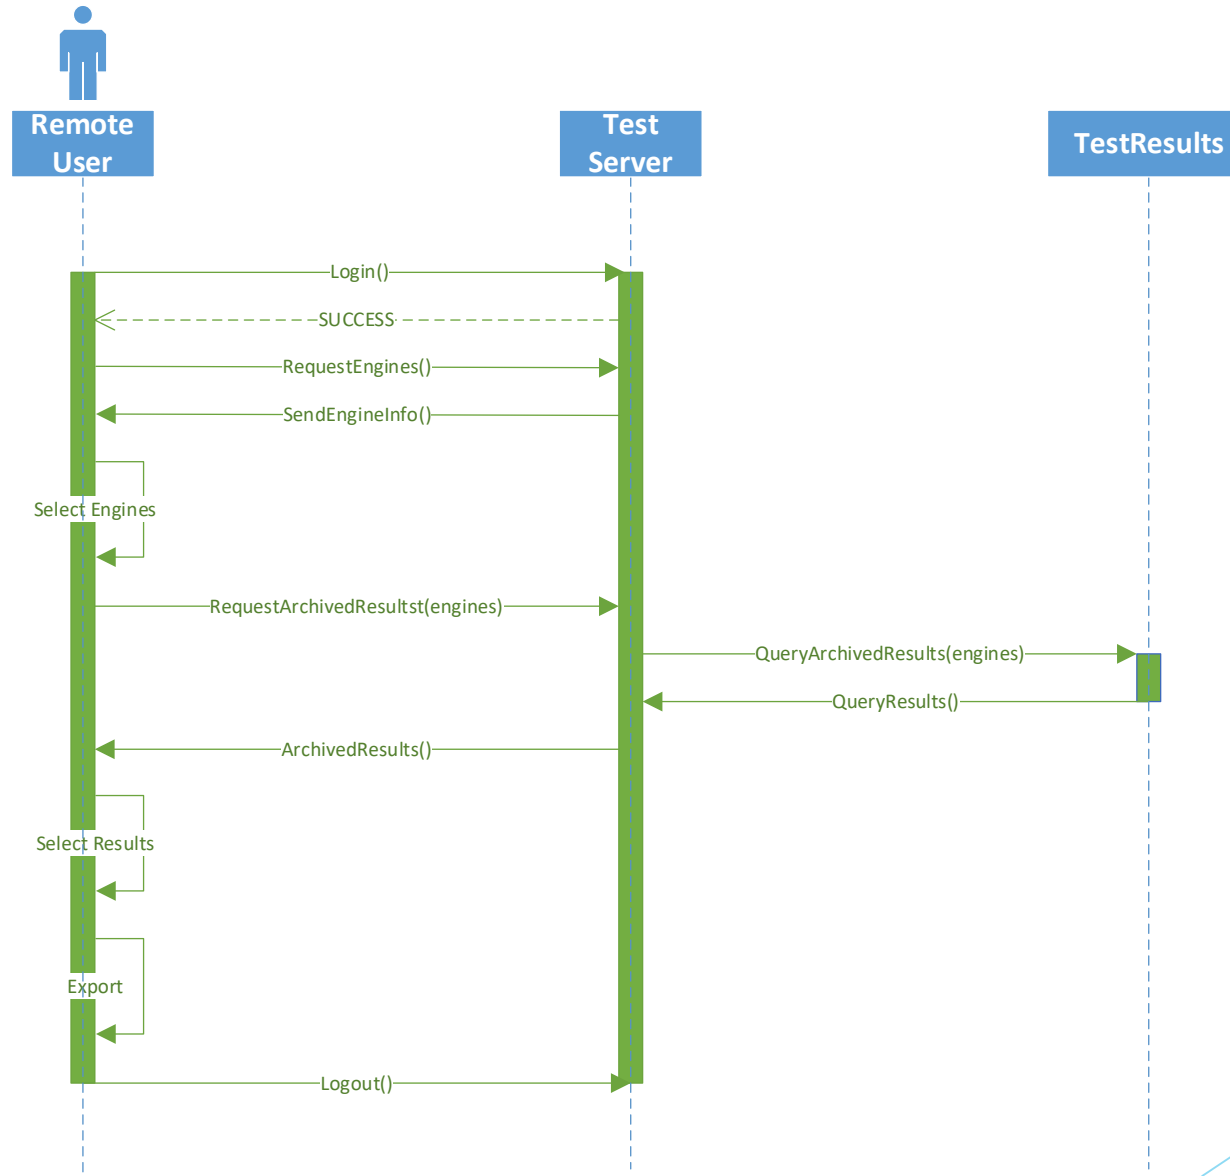 Remote
User
Test
Server
TestResults
Login()
SUCCESS
RequestEngines()
SendEngineInfo()
Select Engines
RequestArchivedResultst(engines)
QueryArchivedResults(engines)
QueryResults()
ArchivedResults()
Select Results
Export
Logout()